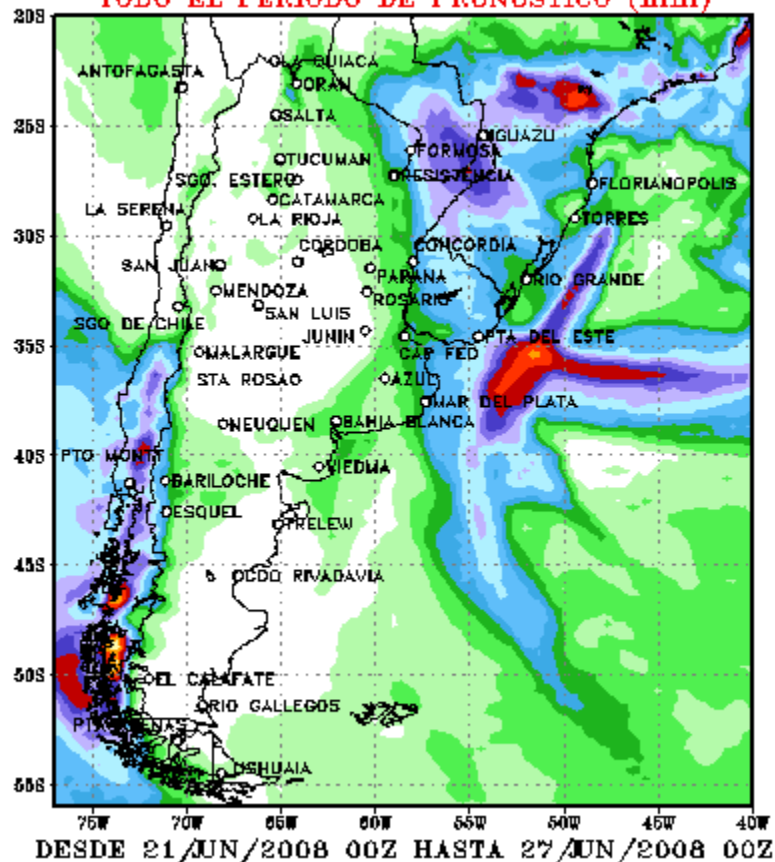 TODO EL PERIODO DE PRONOSTICO (mm)
20S
LA QUIACA
ANTOFAGASTA
ORAN
25S
SALTA
IGUAZU
TUCUMAN
FORMOSA
SGO. ESTERO
RESISTENCIA
FLORIANOPOLIS
CATAMARCA
LA SERENA
LA RIOJA
TORRES
30S
CORDOBA
CONCORDIA
SAN JUAN
PARANA
RIO GRANDE
MENDOZA
ROSARIO
SAN LUIS
SGO DE CHILE
JUNIN
PTA DEL ESTE
35S
MALARGUE
CAP FED
STA ROSA
AZUL
MAR DEL PLATA
NEUQUEN
BAHIA BLANCA
40S
PTO MONTT
VIEDMA
BARILOCHE
ESQUEL
TRELEW
45S
CDO RIVADAVIA
50S
EL CALAFATE
RIO GALLEGOS
USHUAIA
55S
75W 70W 65W 60W 55W 50W 45W 40W
DESDE 21/JUN/2008 00Z HASTA 27/JUN/2008 00Z